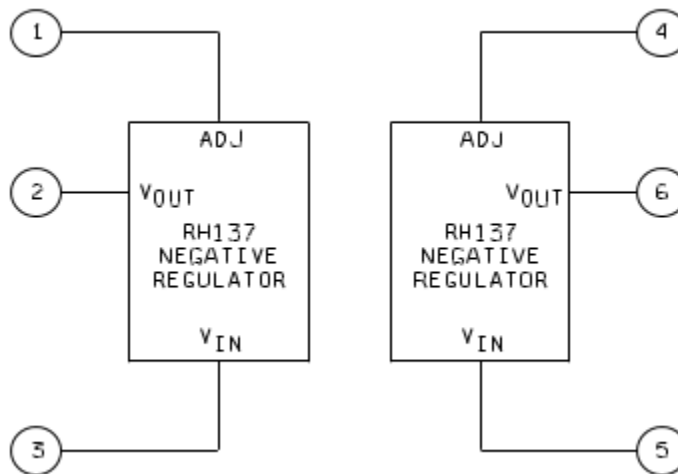 1
4
ADJ
ADJ
2
VOUT
VOUT
6
RH137
NEGATIVE
REGULATOR
RH137
NEGATIVE
REGULATOR
VIN
VIN
3
5